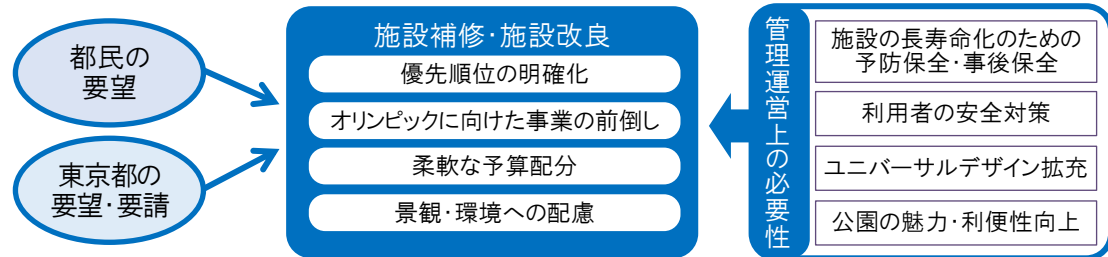 都民の
要望
東京都の
要望・要請
施設補修・施設改良
優先順位の明確化
オリンピックに向けた事業の前倒し
柔軟な予算配分
景観・環境への配慮
管理運営上の必要性
施設の長寿命化のための
予防保全・事後保全
利用者の安全対策
ユニバーサルデザイン拡充
公園の魅力・利便性向上